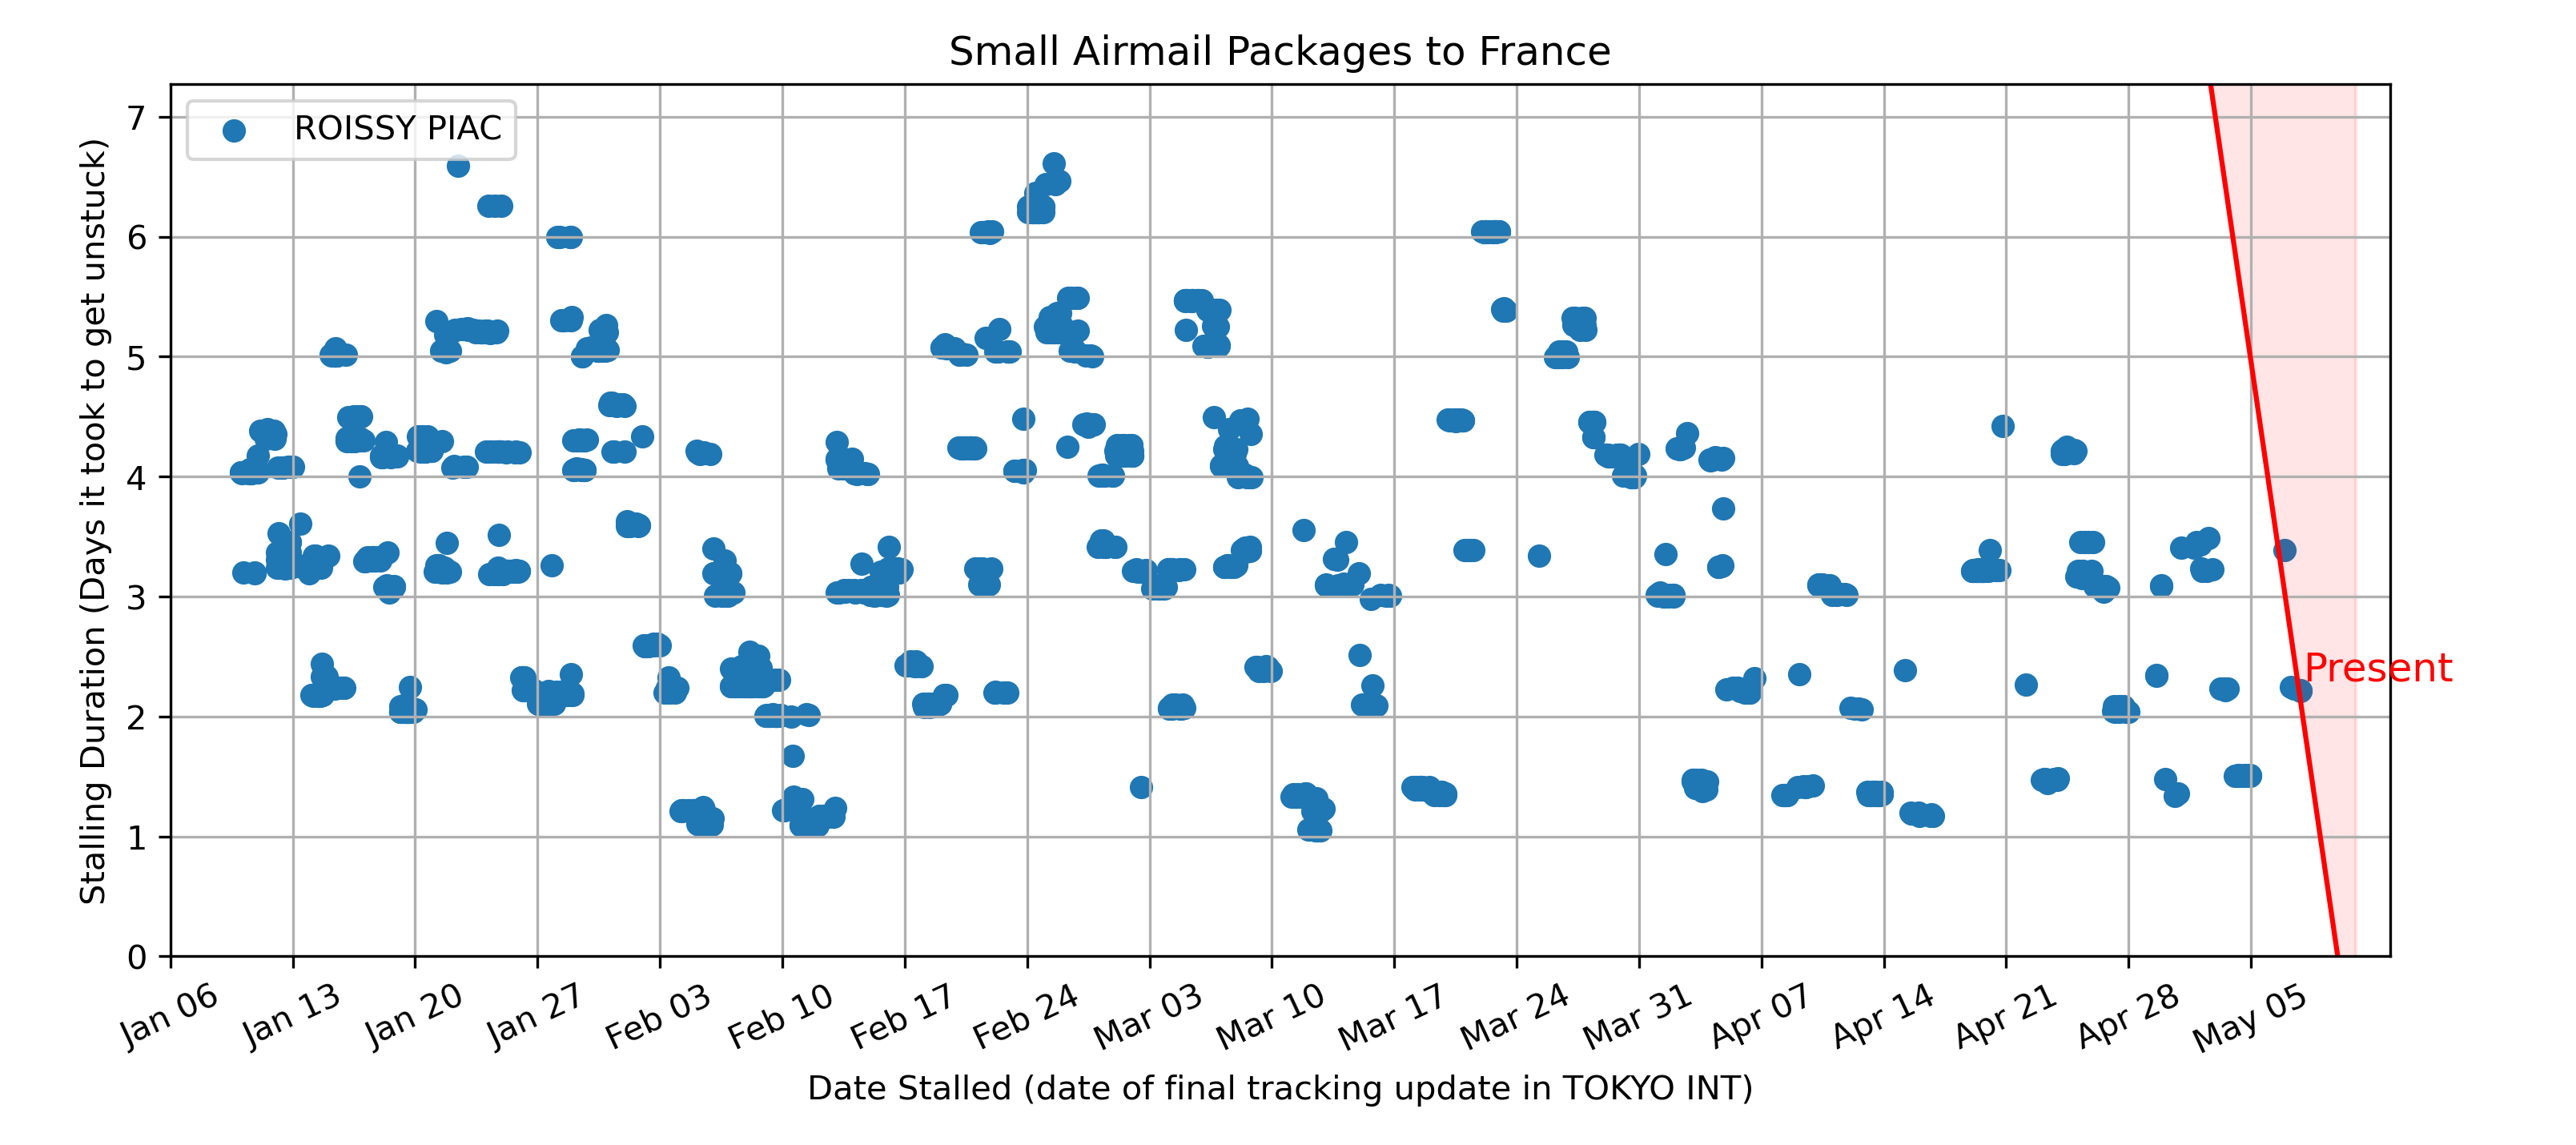 Small Airmail Packages to France
ROISSY PIAC
Stalling Duration (Days it took to get unstuck)
7
6
5
4
3
2
1
0
Present
Jan 06
Jan 13
Jan 20
Jan 27
Feb 03
Feb 10
Feb 17
Feb 24
Mar 03
Mar 10
Mar 17
Mar 24
Mar 31
Apr 07
Apr 14
Apr 21
Apr 28
May 05
Date Stalled (date of final tracking update in TOKYO INT)